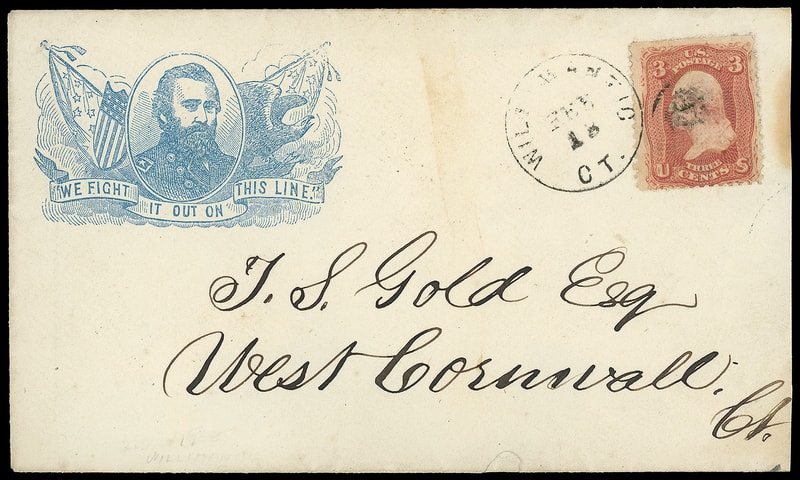 "WE FIGHT IT OUT ON THIS LINE."
WILLIMANTIC
FEB
13
CT.
3 U.S. 3
POSTAGE
U THREE S
CENTS
T. S. Gold Esq
West Cornwall.
Ct.